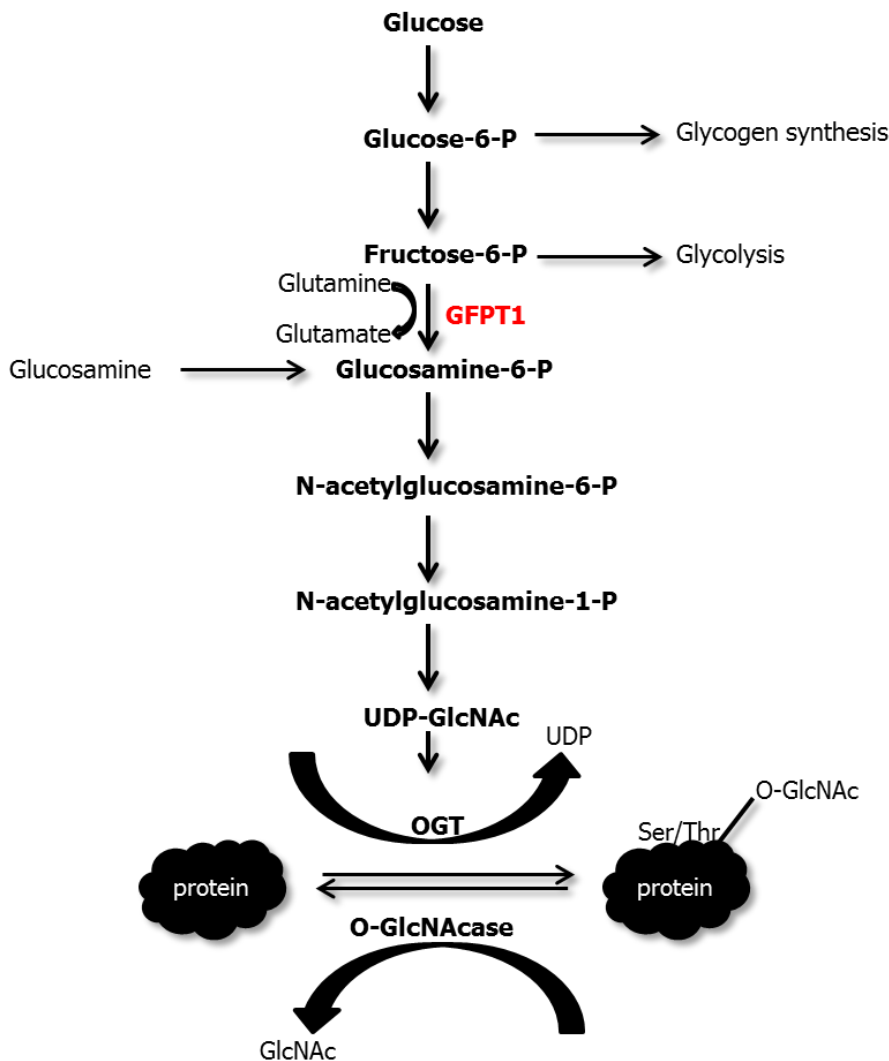 Glucose
Glucose-6-P
Glycogen synthesis
Fructose-6-P
Glycolysis
Glutamine
GFPT1
Glutamate
Glucosamine
Glucosamine-6-P
N-acetylglucosamine-6-P
N-acetylglucosamine-1-P
UDP-GlcNAc
UDP
O-GlcNAc
OGT
Ser/Thr
protein
protein
O-GlcNAcase
GlcNAc